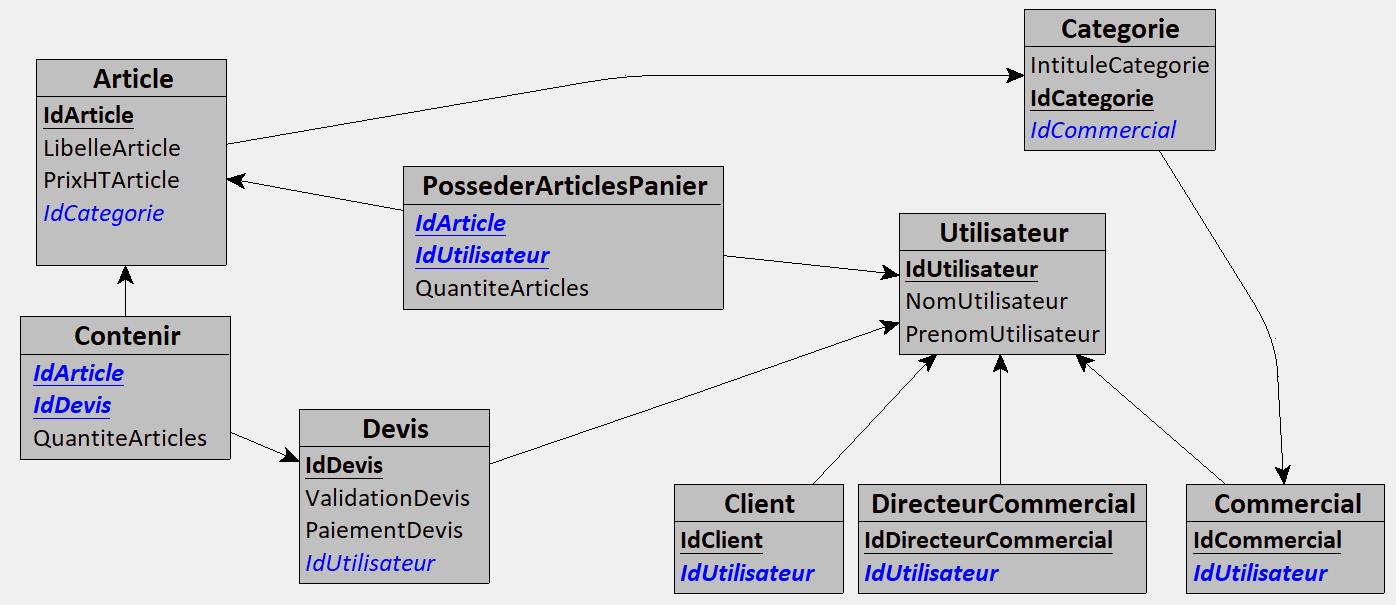 Categorie
IntituleCategorie
IdCategorie
IdCommercial
Article
IdArticle
LibelleArticle
PrixHTArticle
IdCategorie
PossederArticlesPanier
IdArticle
IdUtilisateur
QuantiteArticles
Utilisateur
IdUtilisateur
NomUtilisateur
PrenomUtilisateur
Contenir
IdArticle
IdDevis
QuantiteArticles
Devis
IdDevis
ValidationDevis
PaiementDevis
IdUtilisateur
Client
IdClient
IdUtilisateur
DirecteurCommercial
IdDirecteurCommercial
IdUtilisateur
Commercial
IdCommercial
IdUtilisateur